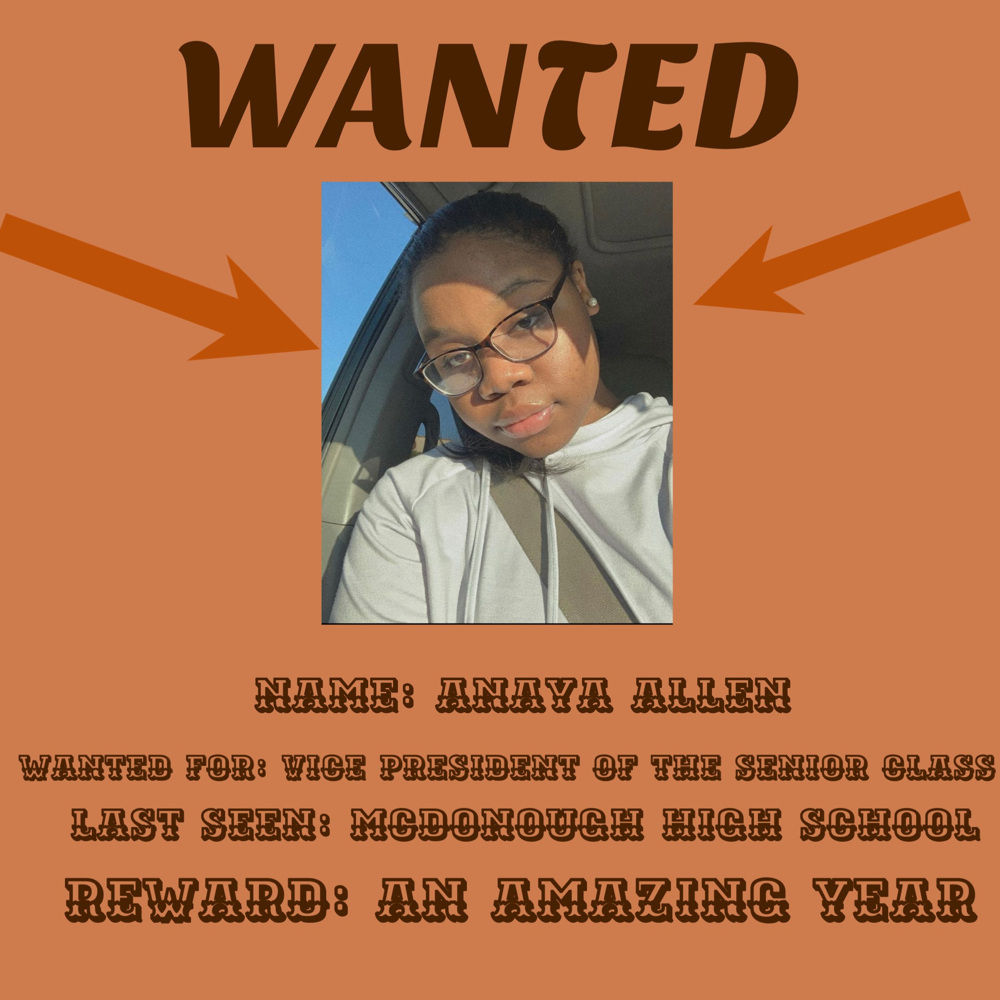 WANTED
NAME: ANAYA ALLEN
WANTED FOR: VICE PRESIDENT OF THE SENIOR CLASS
LAST SEEN: MCDONOUGH HIGH SCHOOL
REWARD: AN AMAZING YEAR